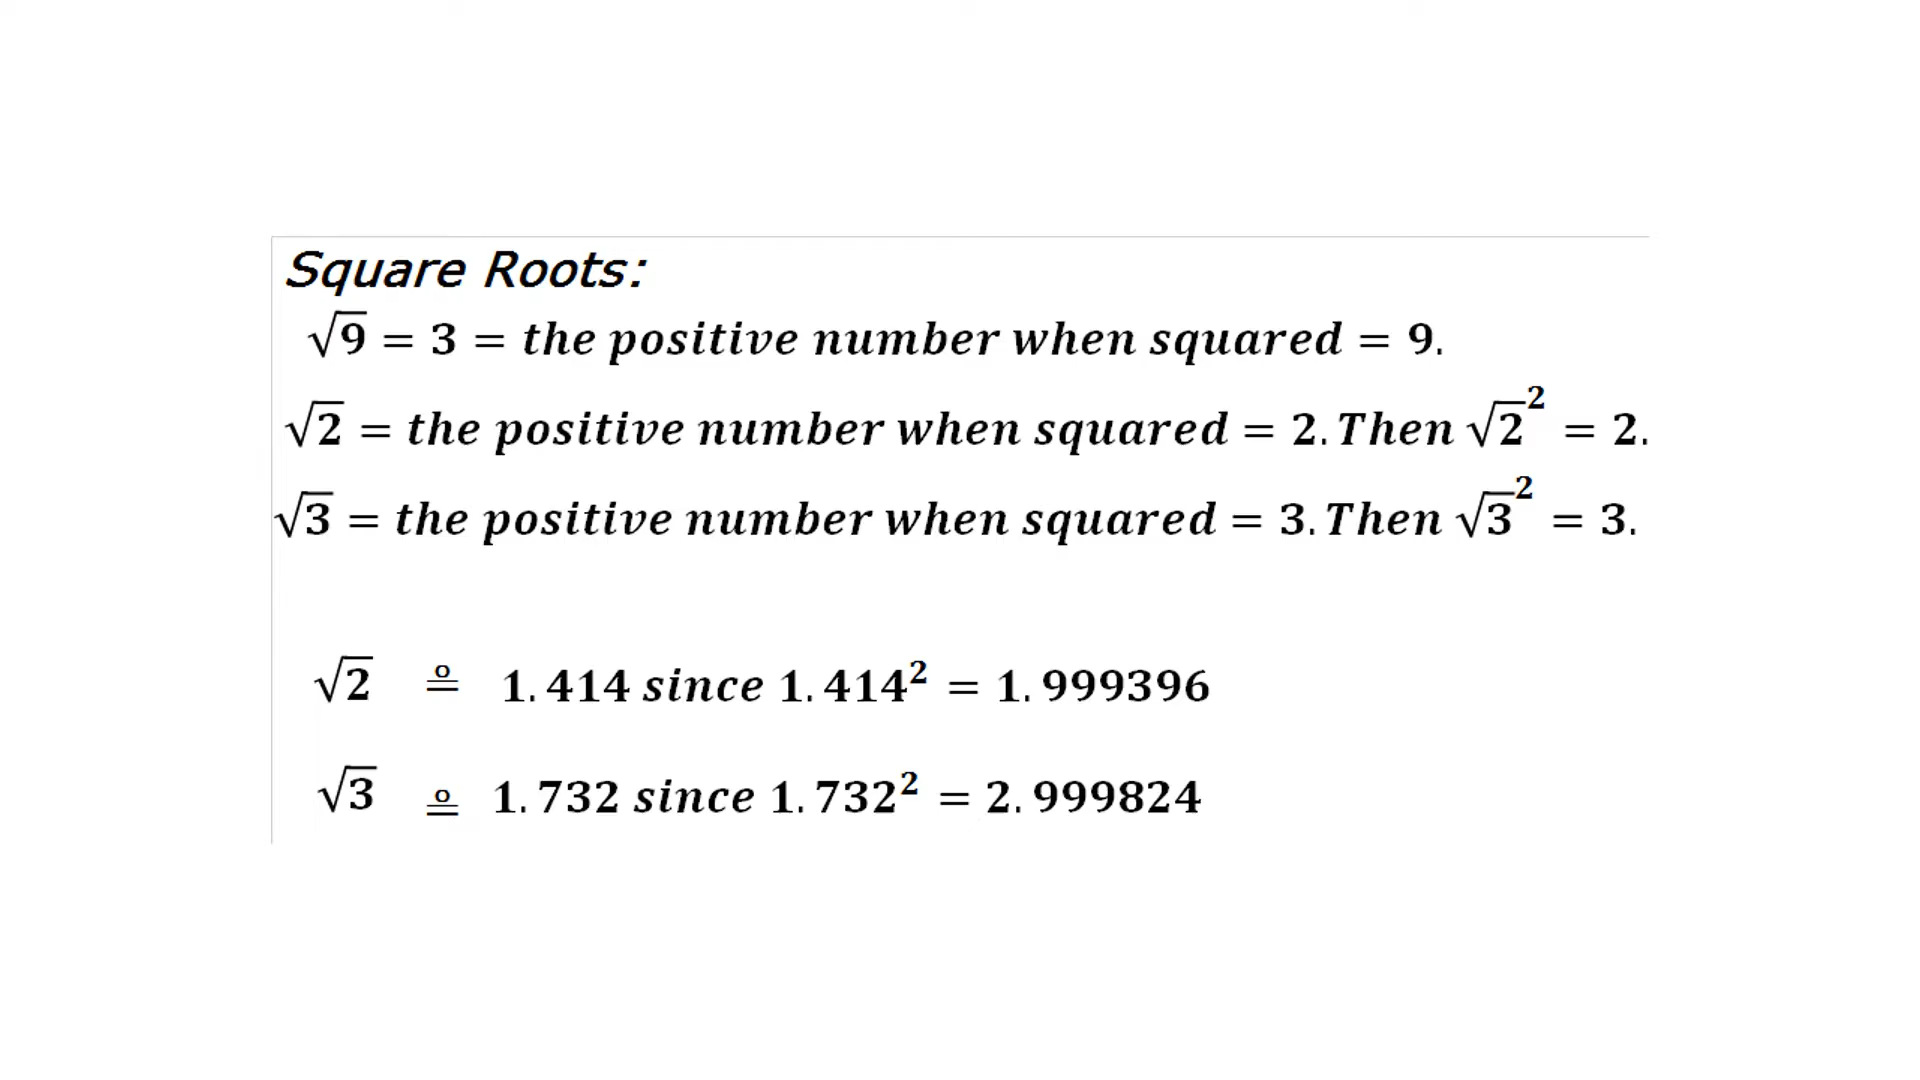 Square Roots:
√9 = 3 = the positive number when squared = 9.
√2 = the positive number when squared = 2. Then √2² = 2.
√3 = the positive number when squared = 3. Then √3² = 3.
√2 ≗ 1.414 since 1.414² = 1.999396
√3 ≗ 1.732 since 1.732² = 2.999824